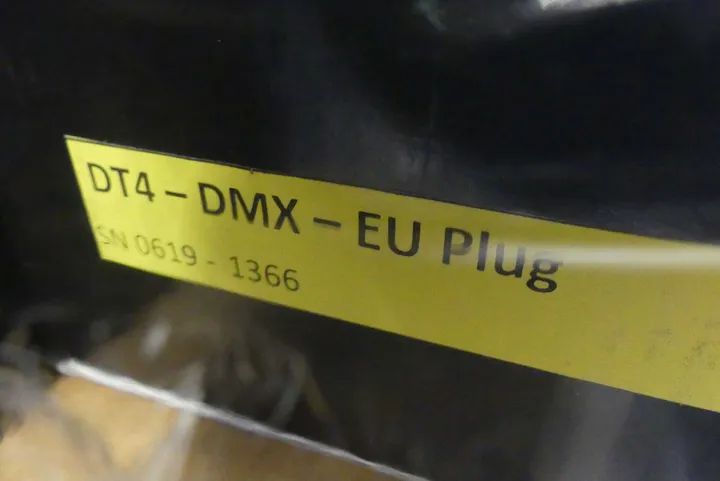 DT4 – DMX – EU Plug
SN 0619 - 1366